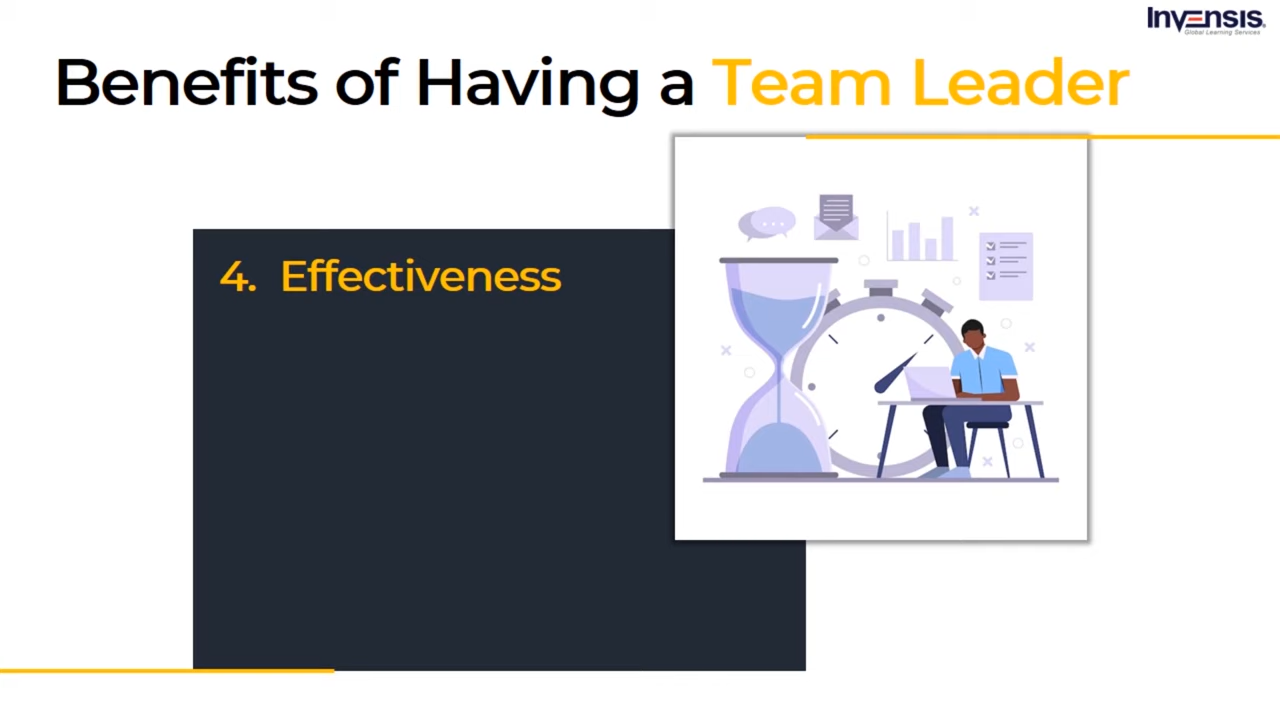 Invensis
Global Learning Services
Benefits of Having a Team Leader
4. Effectiveness